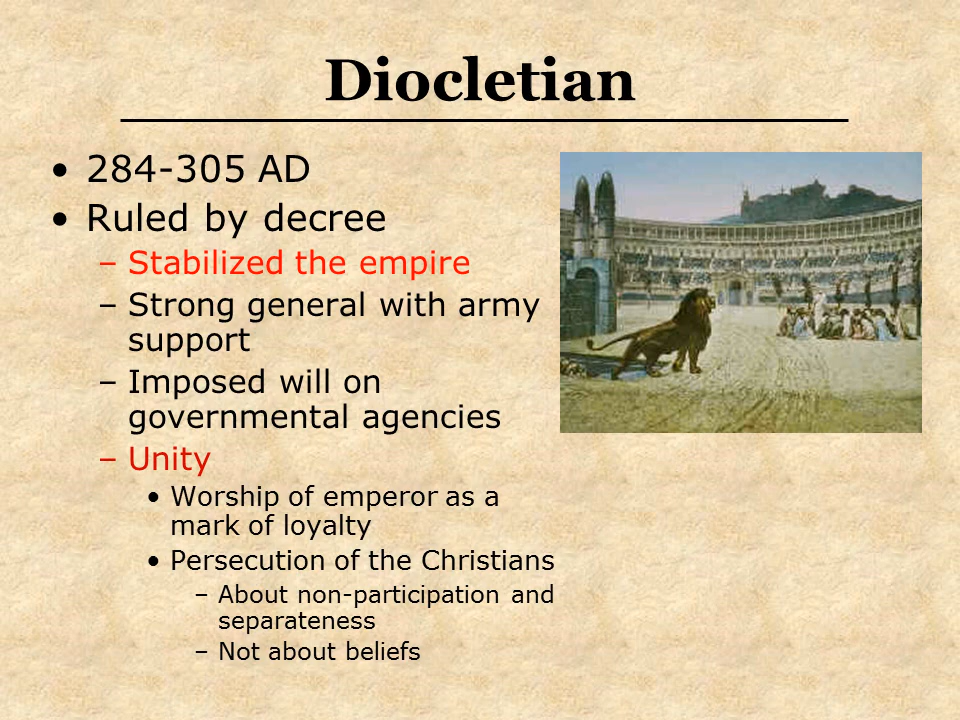 Diocletian
• 284-305 AD
• Ruled by decree
– Stabilized the empire
– Strong general with army
support
– Imposed will on
governmental agencies
– Unity
• Worship of emperor as a
mark of loyalty
• Persecution of the Christians
– About non-participation and
separateness
– Not about beliefs